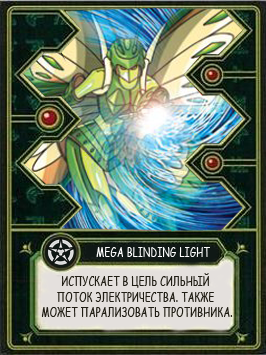 MEGA BLINDING LIGHT
ИСПУСКАЕТ В ЦЕЛЬ СИЛЬНЫЙ
ПОТОК ЭЛЕКТРИЧЕСТВА. ТАКЖЕ
МОЖЕТ ПАРАЛИЗОВАТЬ ПРОТИВНИКА.